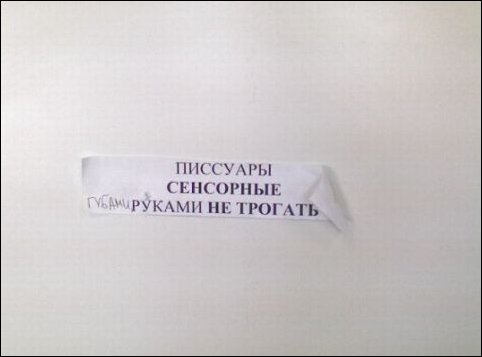 ПИССУАРЫ
СЕНСОРНЫЕ
ГУБАМИ РУКАМИ НЕ ТРОГАТЬ